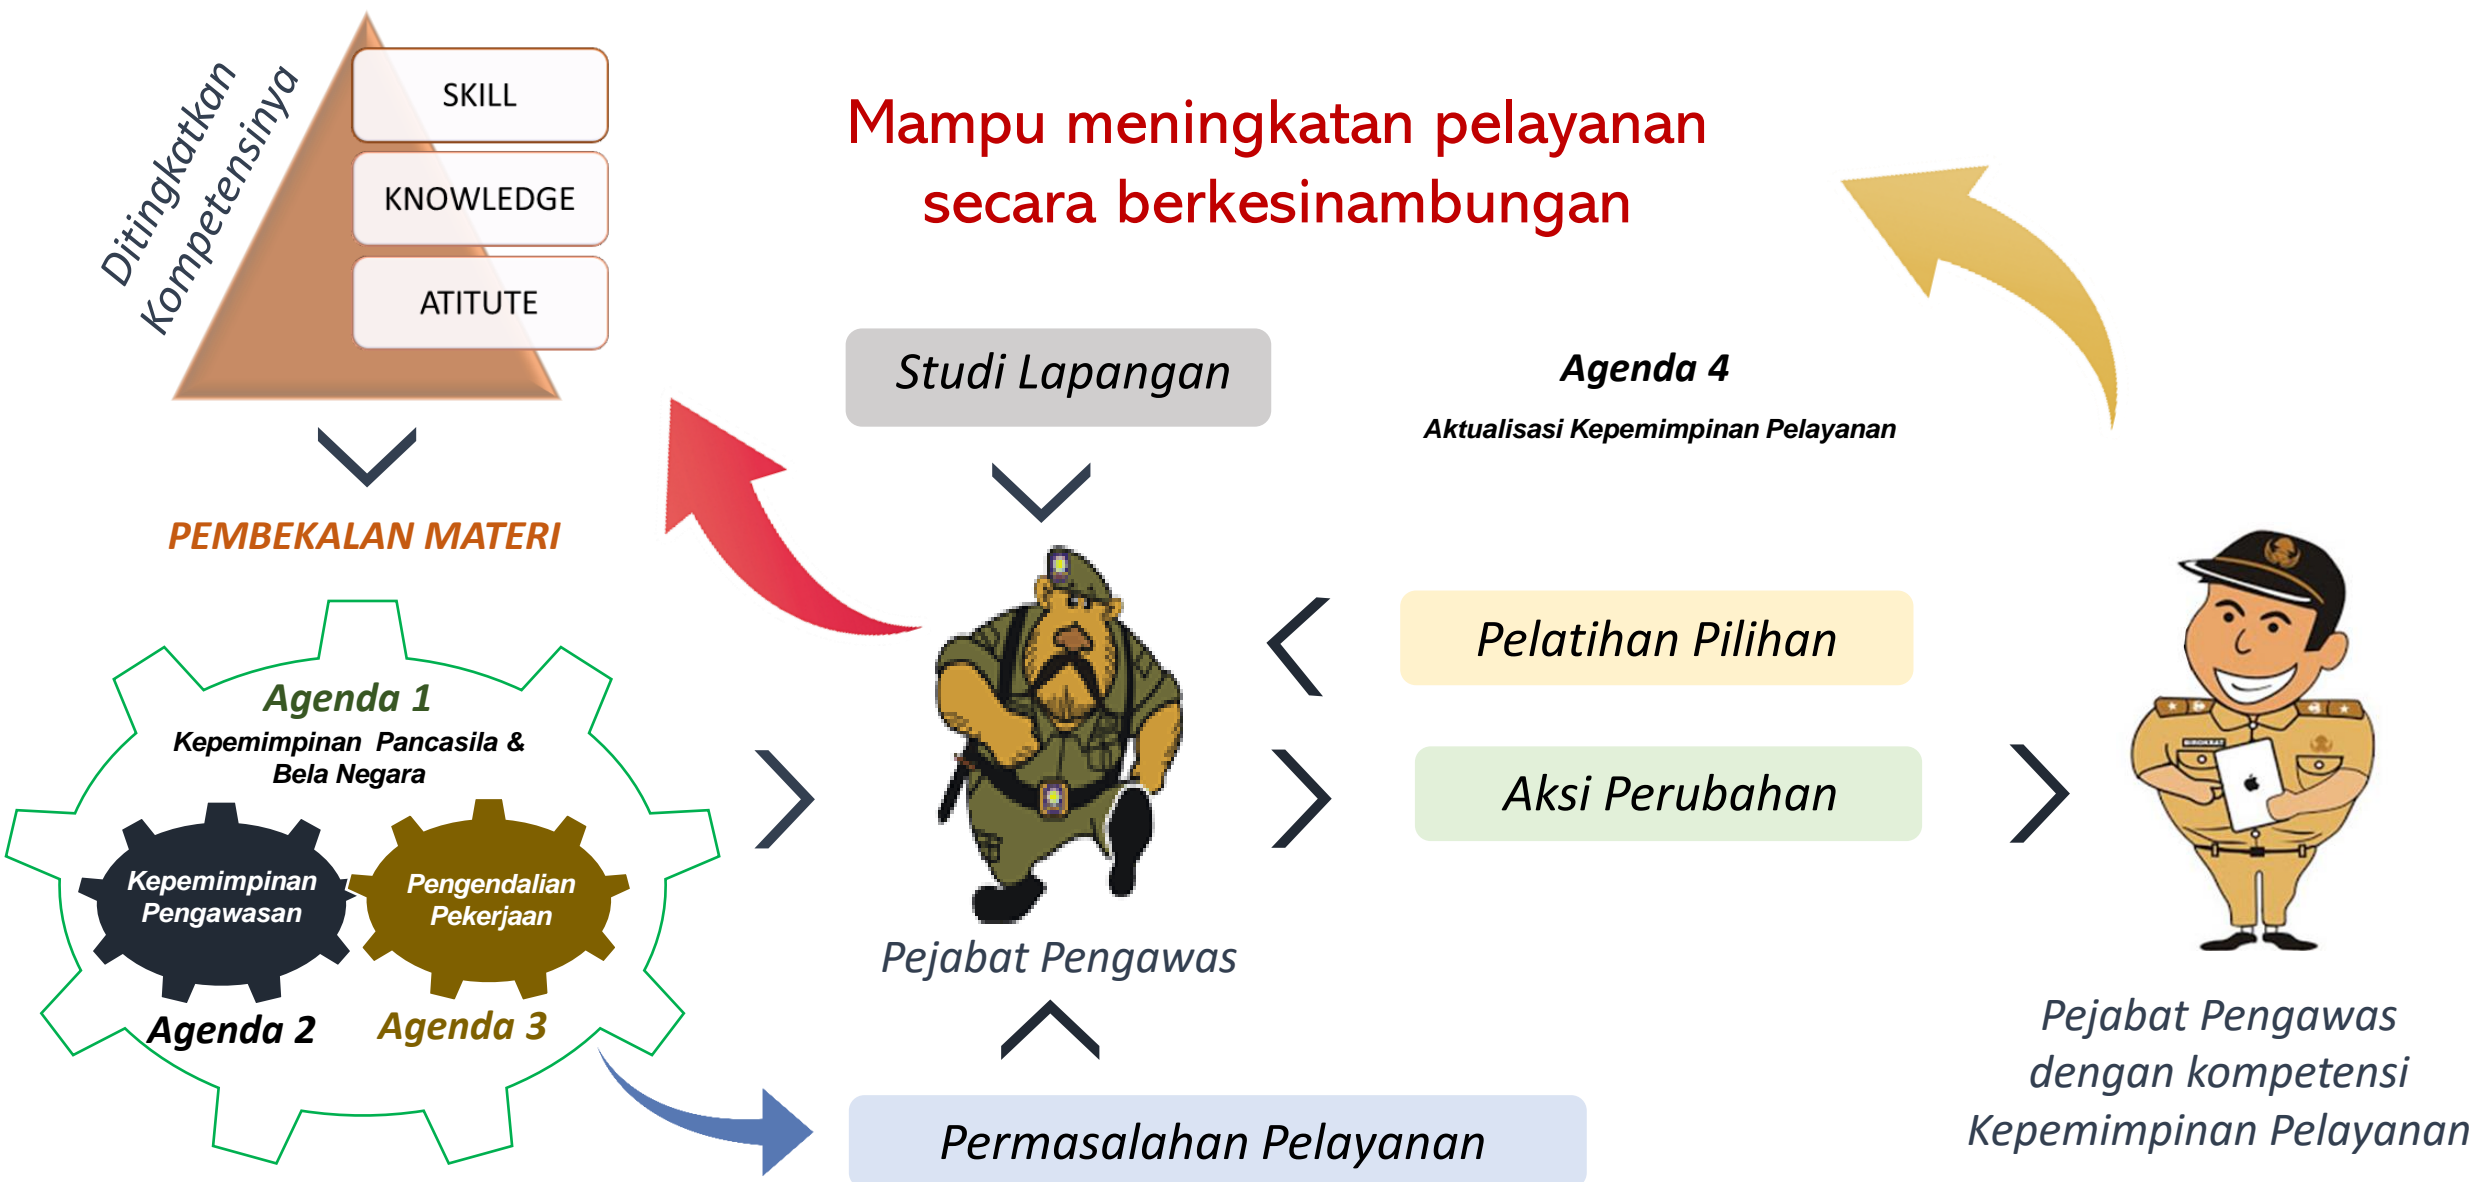 Ditingkatkan
Kompetensinya
SKILL
KNOWLEDGE
ATITUTE
PEMBEKALAN MATERI
Agenda 1
Kepemimpinan Pancasila &
Bela Negara
Kepemimpinan
Pengawasan
Pengendalian
Pekerjaan
Agenda 2
Agenda 3
Mampu meningkatan pelayanan
secara berkesinambungan
Studi Lapangan
Agenda 4
Aktualisasi Kepemimpinan Pelayanan
Pelatihan Pilihan
Aksi Perubahan
Pejabat Pengawas
Permasalahan Pelayanan
Pejabat Pengawas
dengan kompetensi
Kepemimpinan Pelayanan